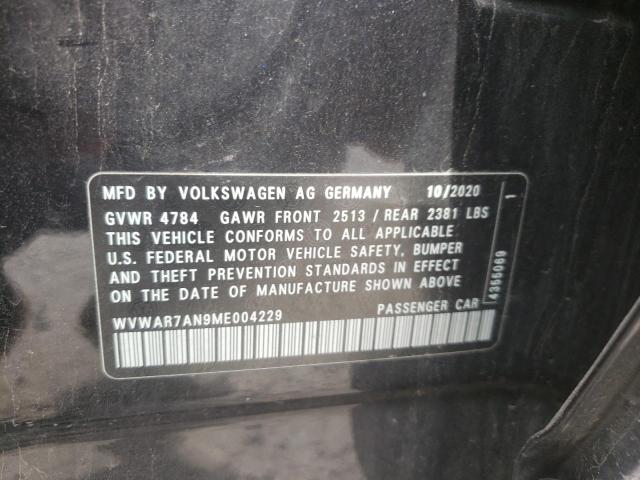 MFD BY VOLKSWAGEN AG GERMANY 10/2020
GVWR 4784 GAWR FRONT 2513 / REAR 2381 LBS
THIS VEHICLE CONFORMS TO ALL APPLICABLE
U.S. FEDERAL MOTOR VEHICLE SAFETY, BUMPER
AND THEFT PREVENTION STANDARDS IN EFFECT
ON THE DATE OF MANUFACTURE SHOWN ABOVE
WVWAR7AN9ME004229 PASSENGER CAR
4355069 1